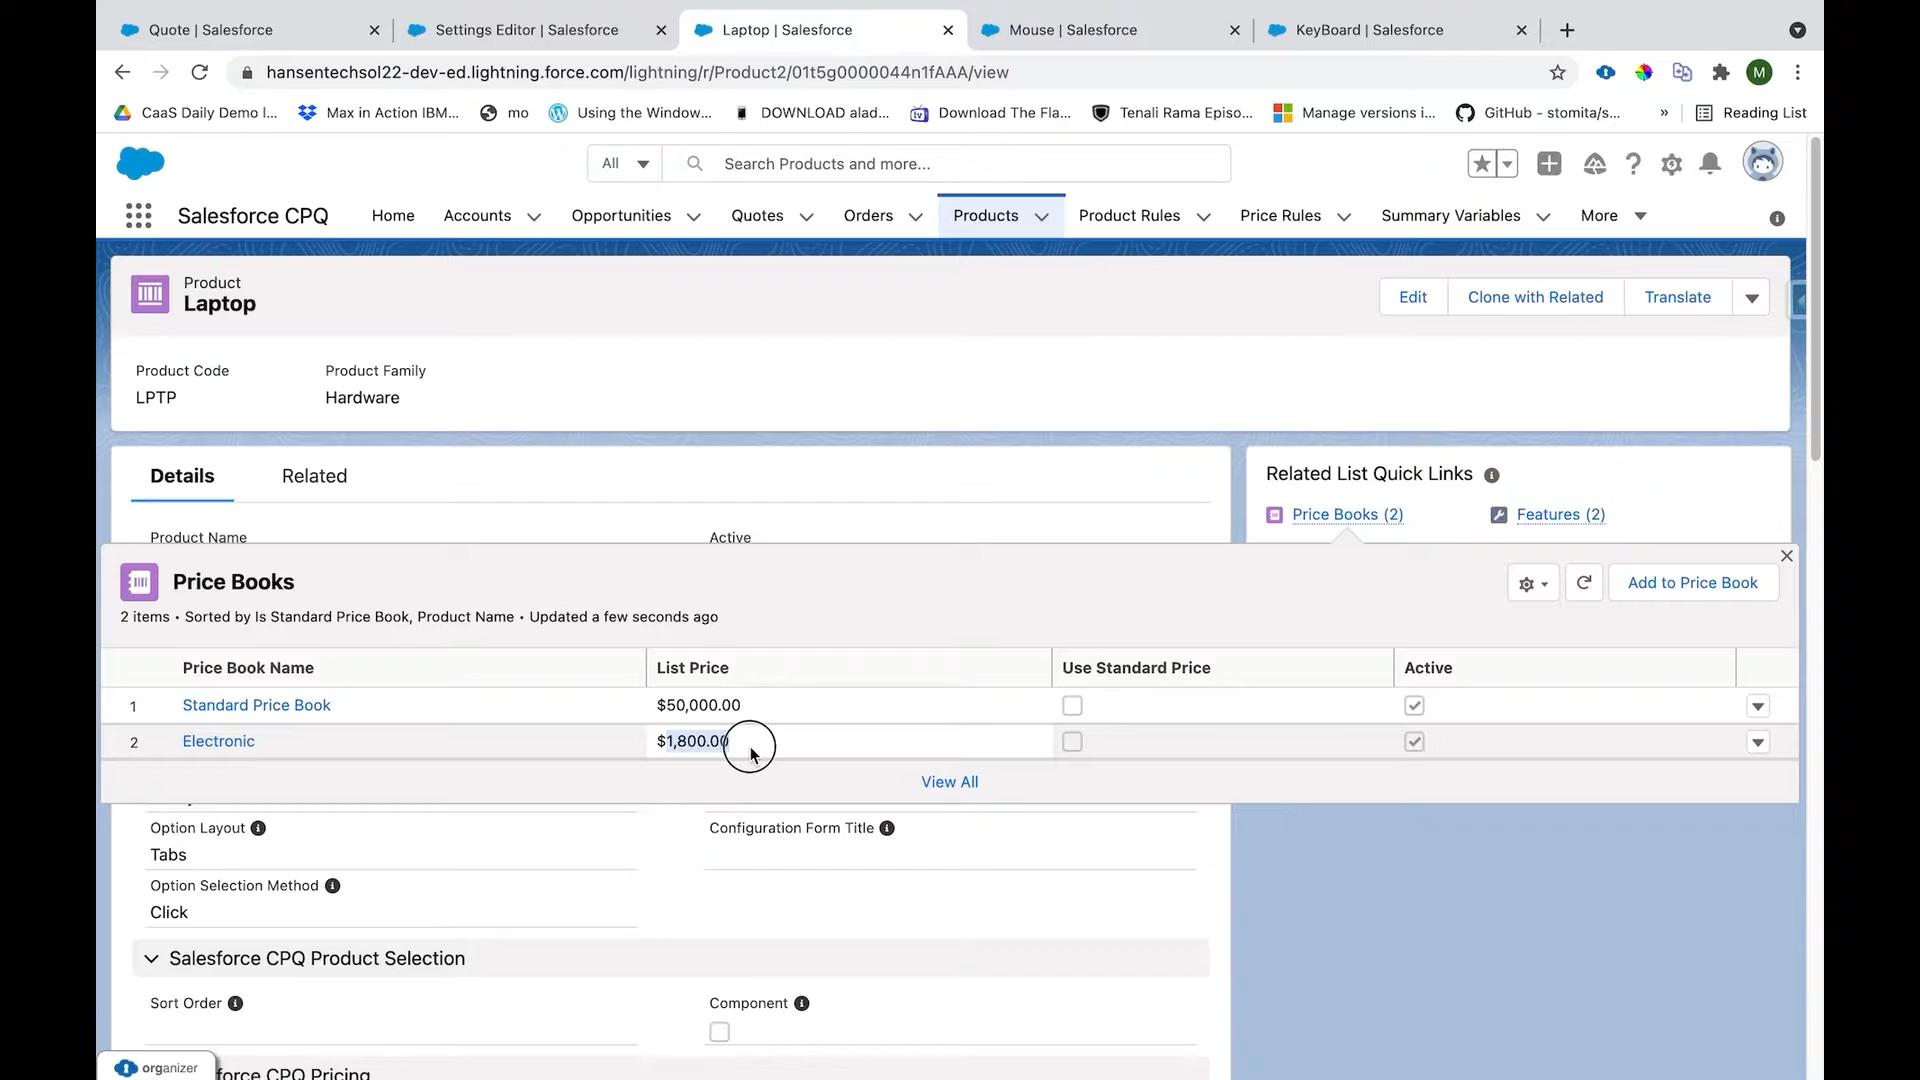 Quote | Salesforce
Settings Editor | Salesforce
Laptop | Salesforce
Mouse | Salesforce
KeyBoard | Salesforce
hansentechsol22-dev-ed.lightning.force.com/lightning/r/Product2/01t5g0000044n1fAAA/view
M
CaaS Daily Demo I...
Max in Action IBM...
mo
Using the Window...
DOWNLOAD alad...
Download The Fla...
Tenali Rama Episo...
Manage versions i...
GitHub - stomita/s...
»
Reading List
All
Search Products and more...
Salesforce CPQ
Home
Accounts
Opportunities
Quotes
Orders
Products
Product Rules
Price Rules
Summary Variables
More
Product
Laptop
Edit
Clone with Related
Translate
Product Code
Product Family
LPTP
Hardware
Details
Related
Related List Quick Links
Price Books (2)
Features (2)
Product Name
Active
Price Books
Add to Price Book
2 items • Sorted by Is Standard Price Book, Product Name • Updated a few seconds ago
Price Book Name
List Price
Use Standard Price
Active
1
Standard Price Book
$50,000.00
2
Electronic
$1,800.00
View All
Option Layout
Configuration Form Title
Tabs
Option Selection Method
Click
Salesforce CPQ Product Selection
Sort Order
Component
organizer
force CPQ Pricing